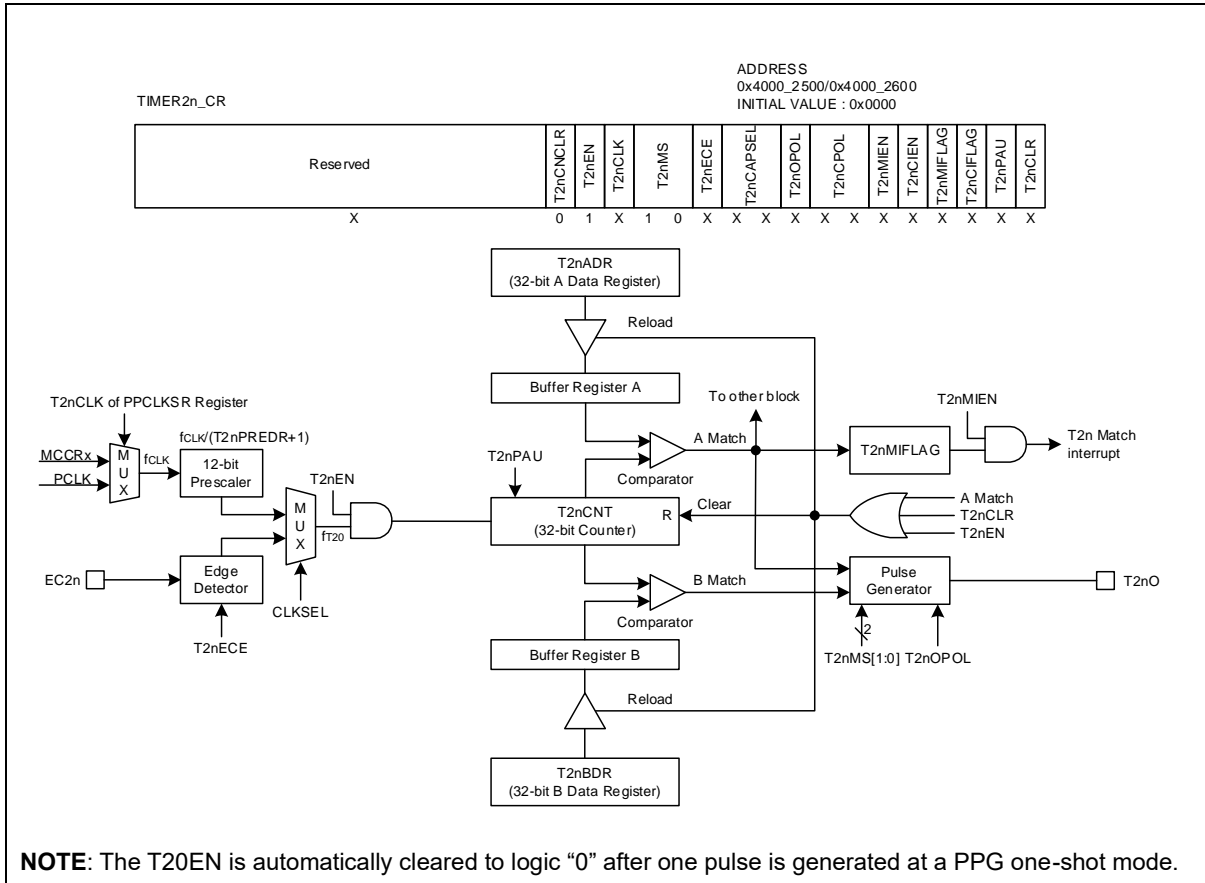 ADDRESS
0x4000_2500/0x4000_2600
INITIAL VALUE : 0x0000
TIMER2n_CR
Reserved
T2nCNCLR
T2nEN
T2nCLK
T2nMS
T2nECE
T2nCAPSEL
T2nOPOL
T2nCPOL
T2nMIEN
T2nCIEN
T2nMIFLAG
T2nCIFLAG
T2nPAU
T2nCLR
X 0 1 X 1 0 X X X X X X X X X X X X
T2nADR
(32-bit A Data Register)
Reload
Buffer Register A
T2nCLK of PPCLKSR Register
To other block
T2nMIEN
fCLK/(T2nPREDR+1)
MCCRx
PCLK
MUX
fCLK
12-bit
Prescaler
T2nEN
T2nPAU
A Match
Comparator
T2nMIFLAG
T2n Match
interrupt
MUX
fT20
T2nCNT
(32-bit Counter)
R
Clear
A Match
T2nCLR
T2nEN
EC2n
Edge
Detector
T2nECE
CLKSEL
B Match
Comparator
Pulse
Generator
T2nO
2
T2nMS[1:0] T2nOPOL
Buffer Register B
Reload
T2nBDR
(32-bit B Data Register)
NOTE: The T20EN is automatically cleared to logic “0” after one pulse is generated at a PPG one-shot mode.